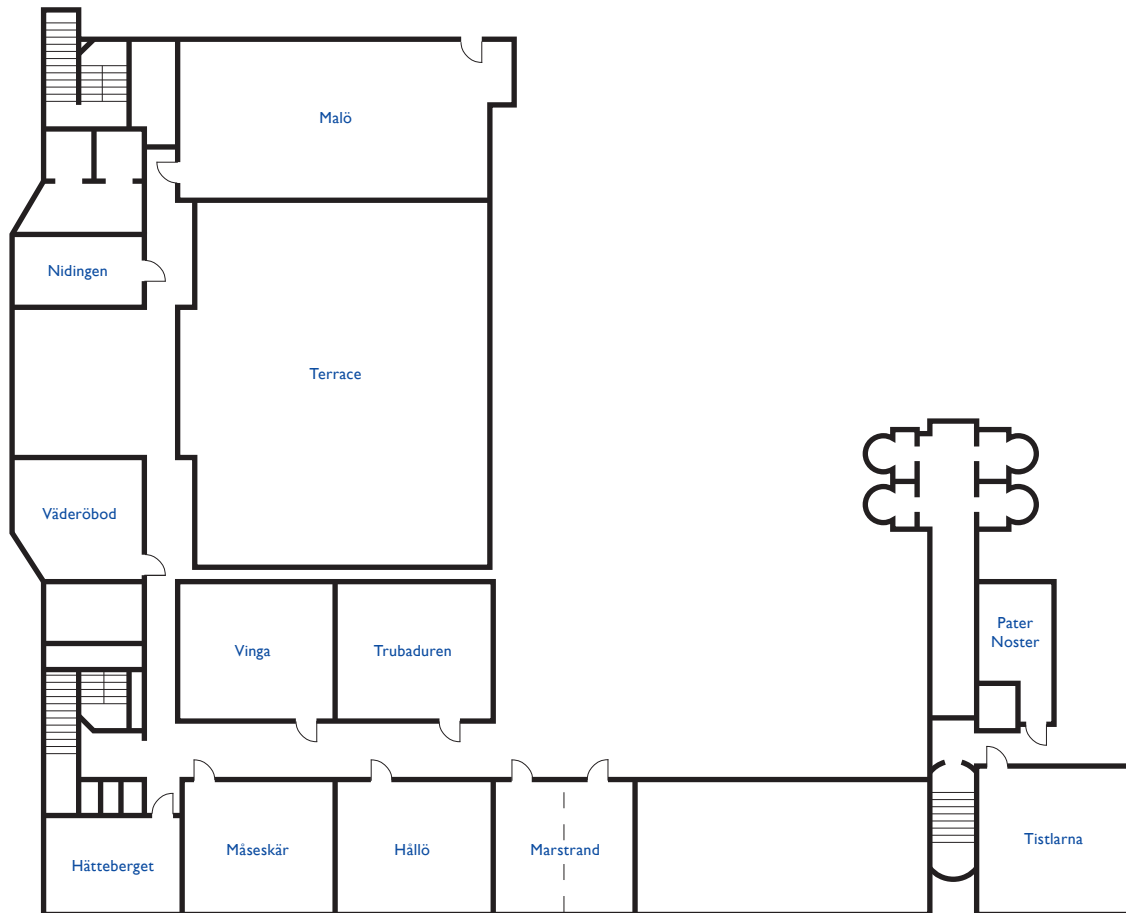 Malö
Nidingen
Terrace
Väderöbod
Vinga
Trubaduren
Pater
Noster
Hätteberget
Måseskär
Hållö
Marstrand
Tistlarna